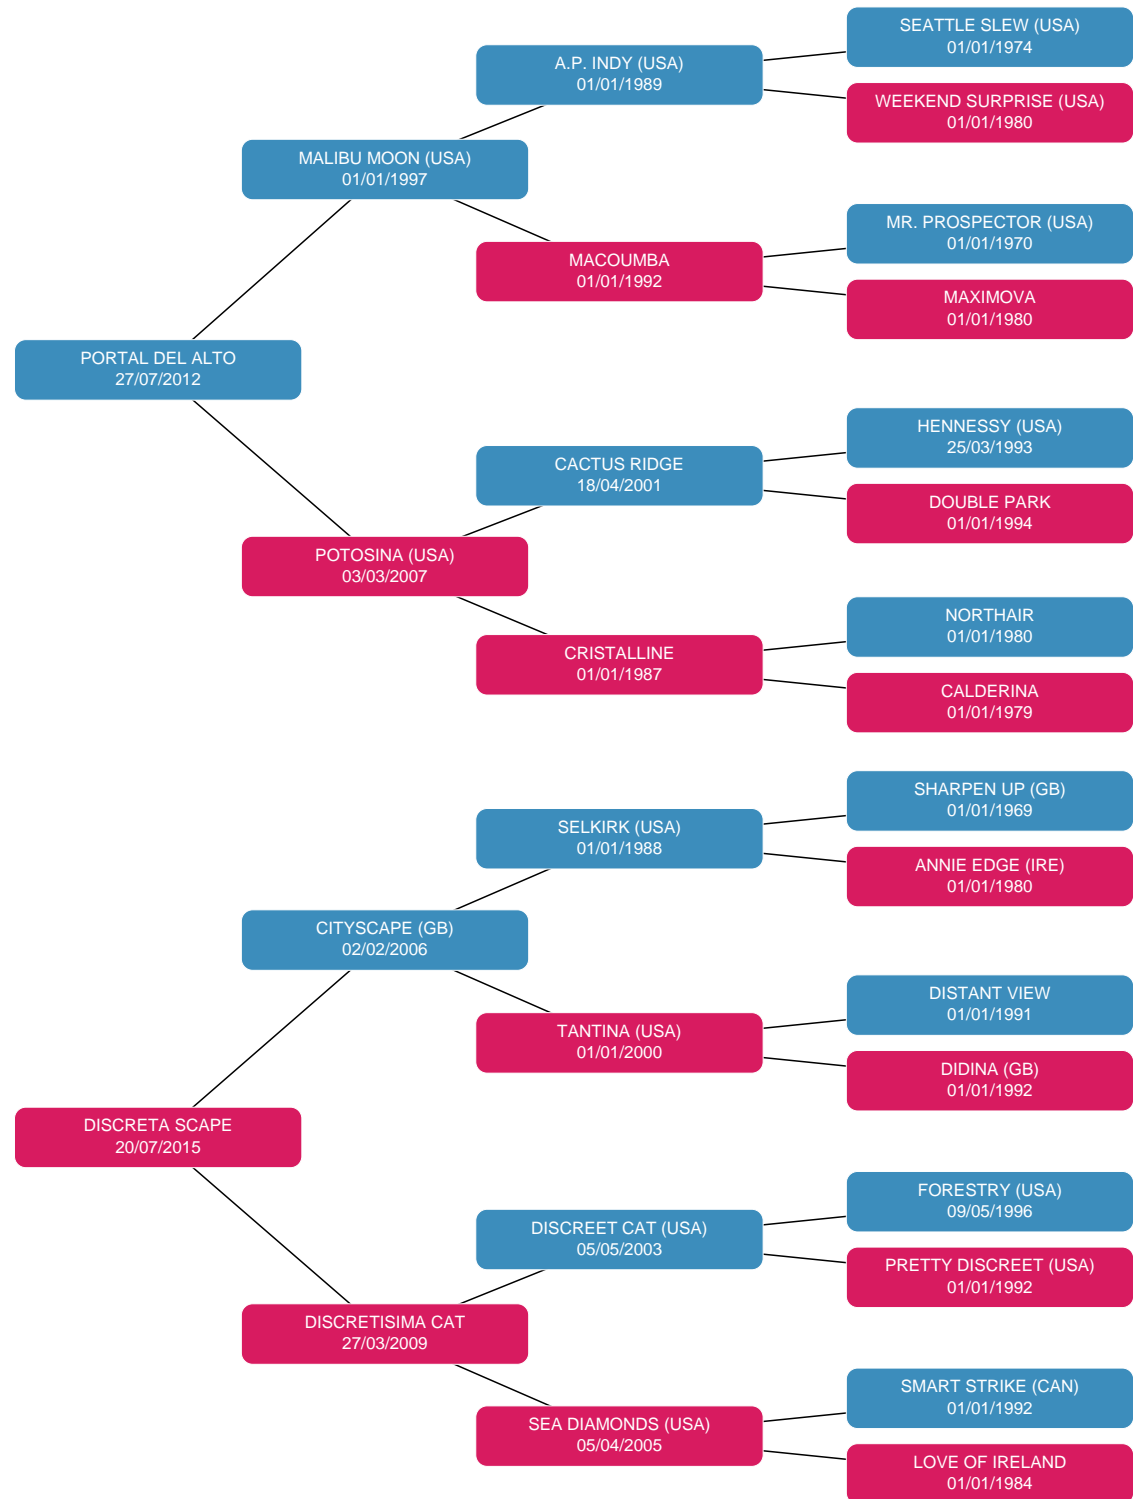 SEATTLE SLEW (USA)
01/01/1974
A.P. INDY (USA)
01/01/1989
WEEKEND SURPRISE (USA)
01/01/1980
MALIBU MOON (USA)
01/01/1997
MR. PROSPECTOR (USA)
01/01/1970
MACOUMBA
01/01/1992
MAXIMOVA
01/01/1980
PORTAL DEL ALTO
27/07/2012
HENNESSY (USA)
25/03/1993
CACTUS RIDGE
18/04/2001
DOUBLE PARK
01/01/1994
POTOSINA (USA)
03/03/2007
NORTHAIR
01/01/1980
CRISTALLINE
01/01/1987
CALDERINA
01/01/1979
SHARPEN UP (GB)
01/01/1969
SELKIRK (USA)
01/01/1988
ANNIE EDGE (IRE)
01/01/1980
CITYSCAPE (GB)
02/02/2006
DISTANT VIEW
01/01/1991
TANTINA (USA)
01/01/2000
DIDINA (GB)
01/01/1992
DISCRETA SCAPE
20/07/2015
FORESTRY (USA)
09/05/1996
DISCREET CAT (USA)
05/05/2003
PRETTY DISCREET (USA)
01/01/1992
DISCRETISIMA CAT
27/03/2009
SMART STRIKE (CAN)
01/01/1992
SEA DIAMONDS (USA)
05/04/2005
LOVE OF IRELAND
01/01/1984